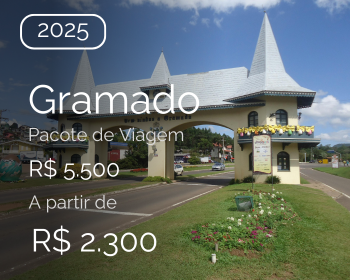 2025
Gramado
Pacote de Viagem
R$ 5.500
A partir de
R$ 2.300